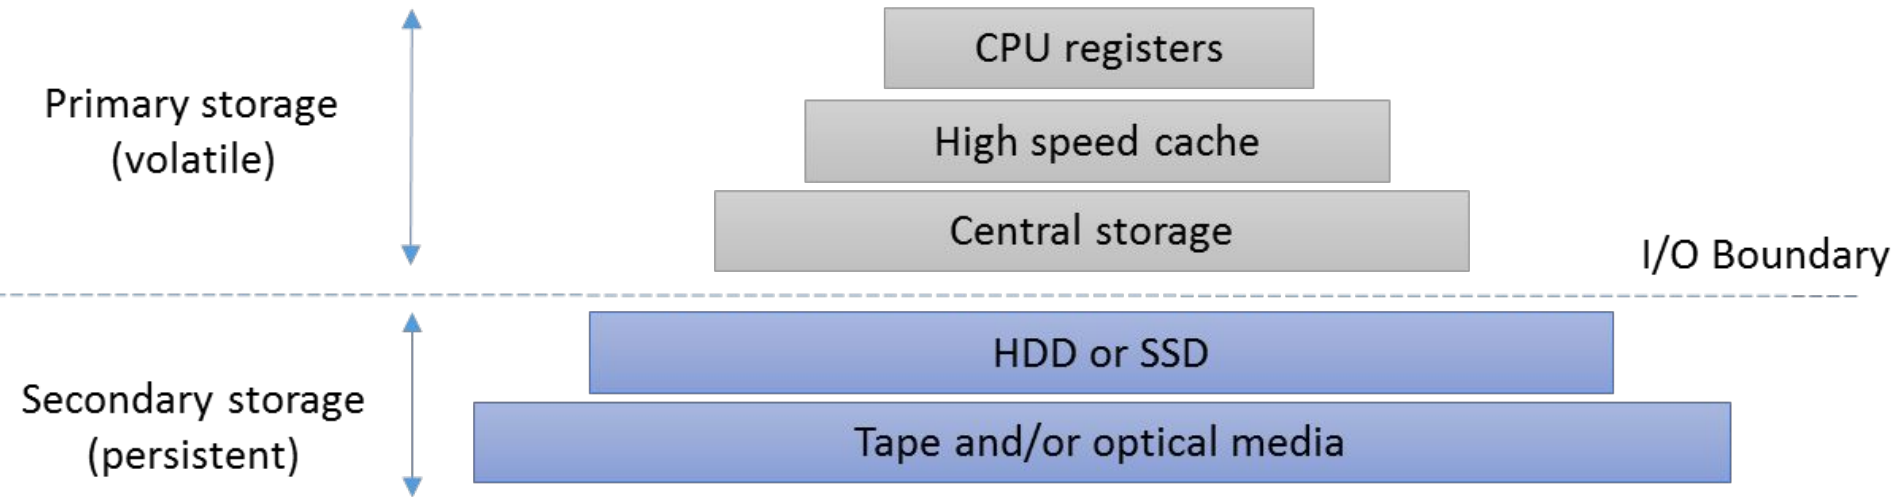 CPU registers
Primary storage
(volatile)
High speed cache
Central storage
I/O Boundary
HDD or SSD
Secondary storage
(persistent)
Tape and/or optical media